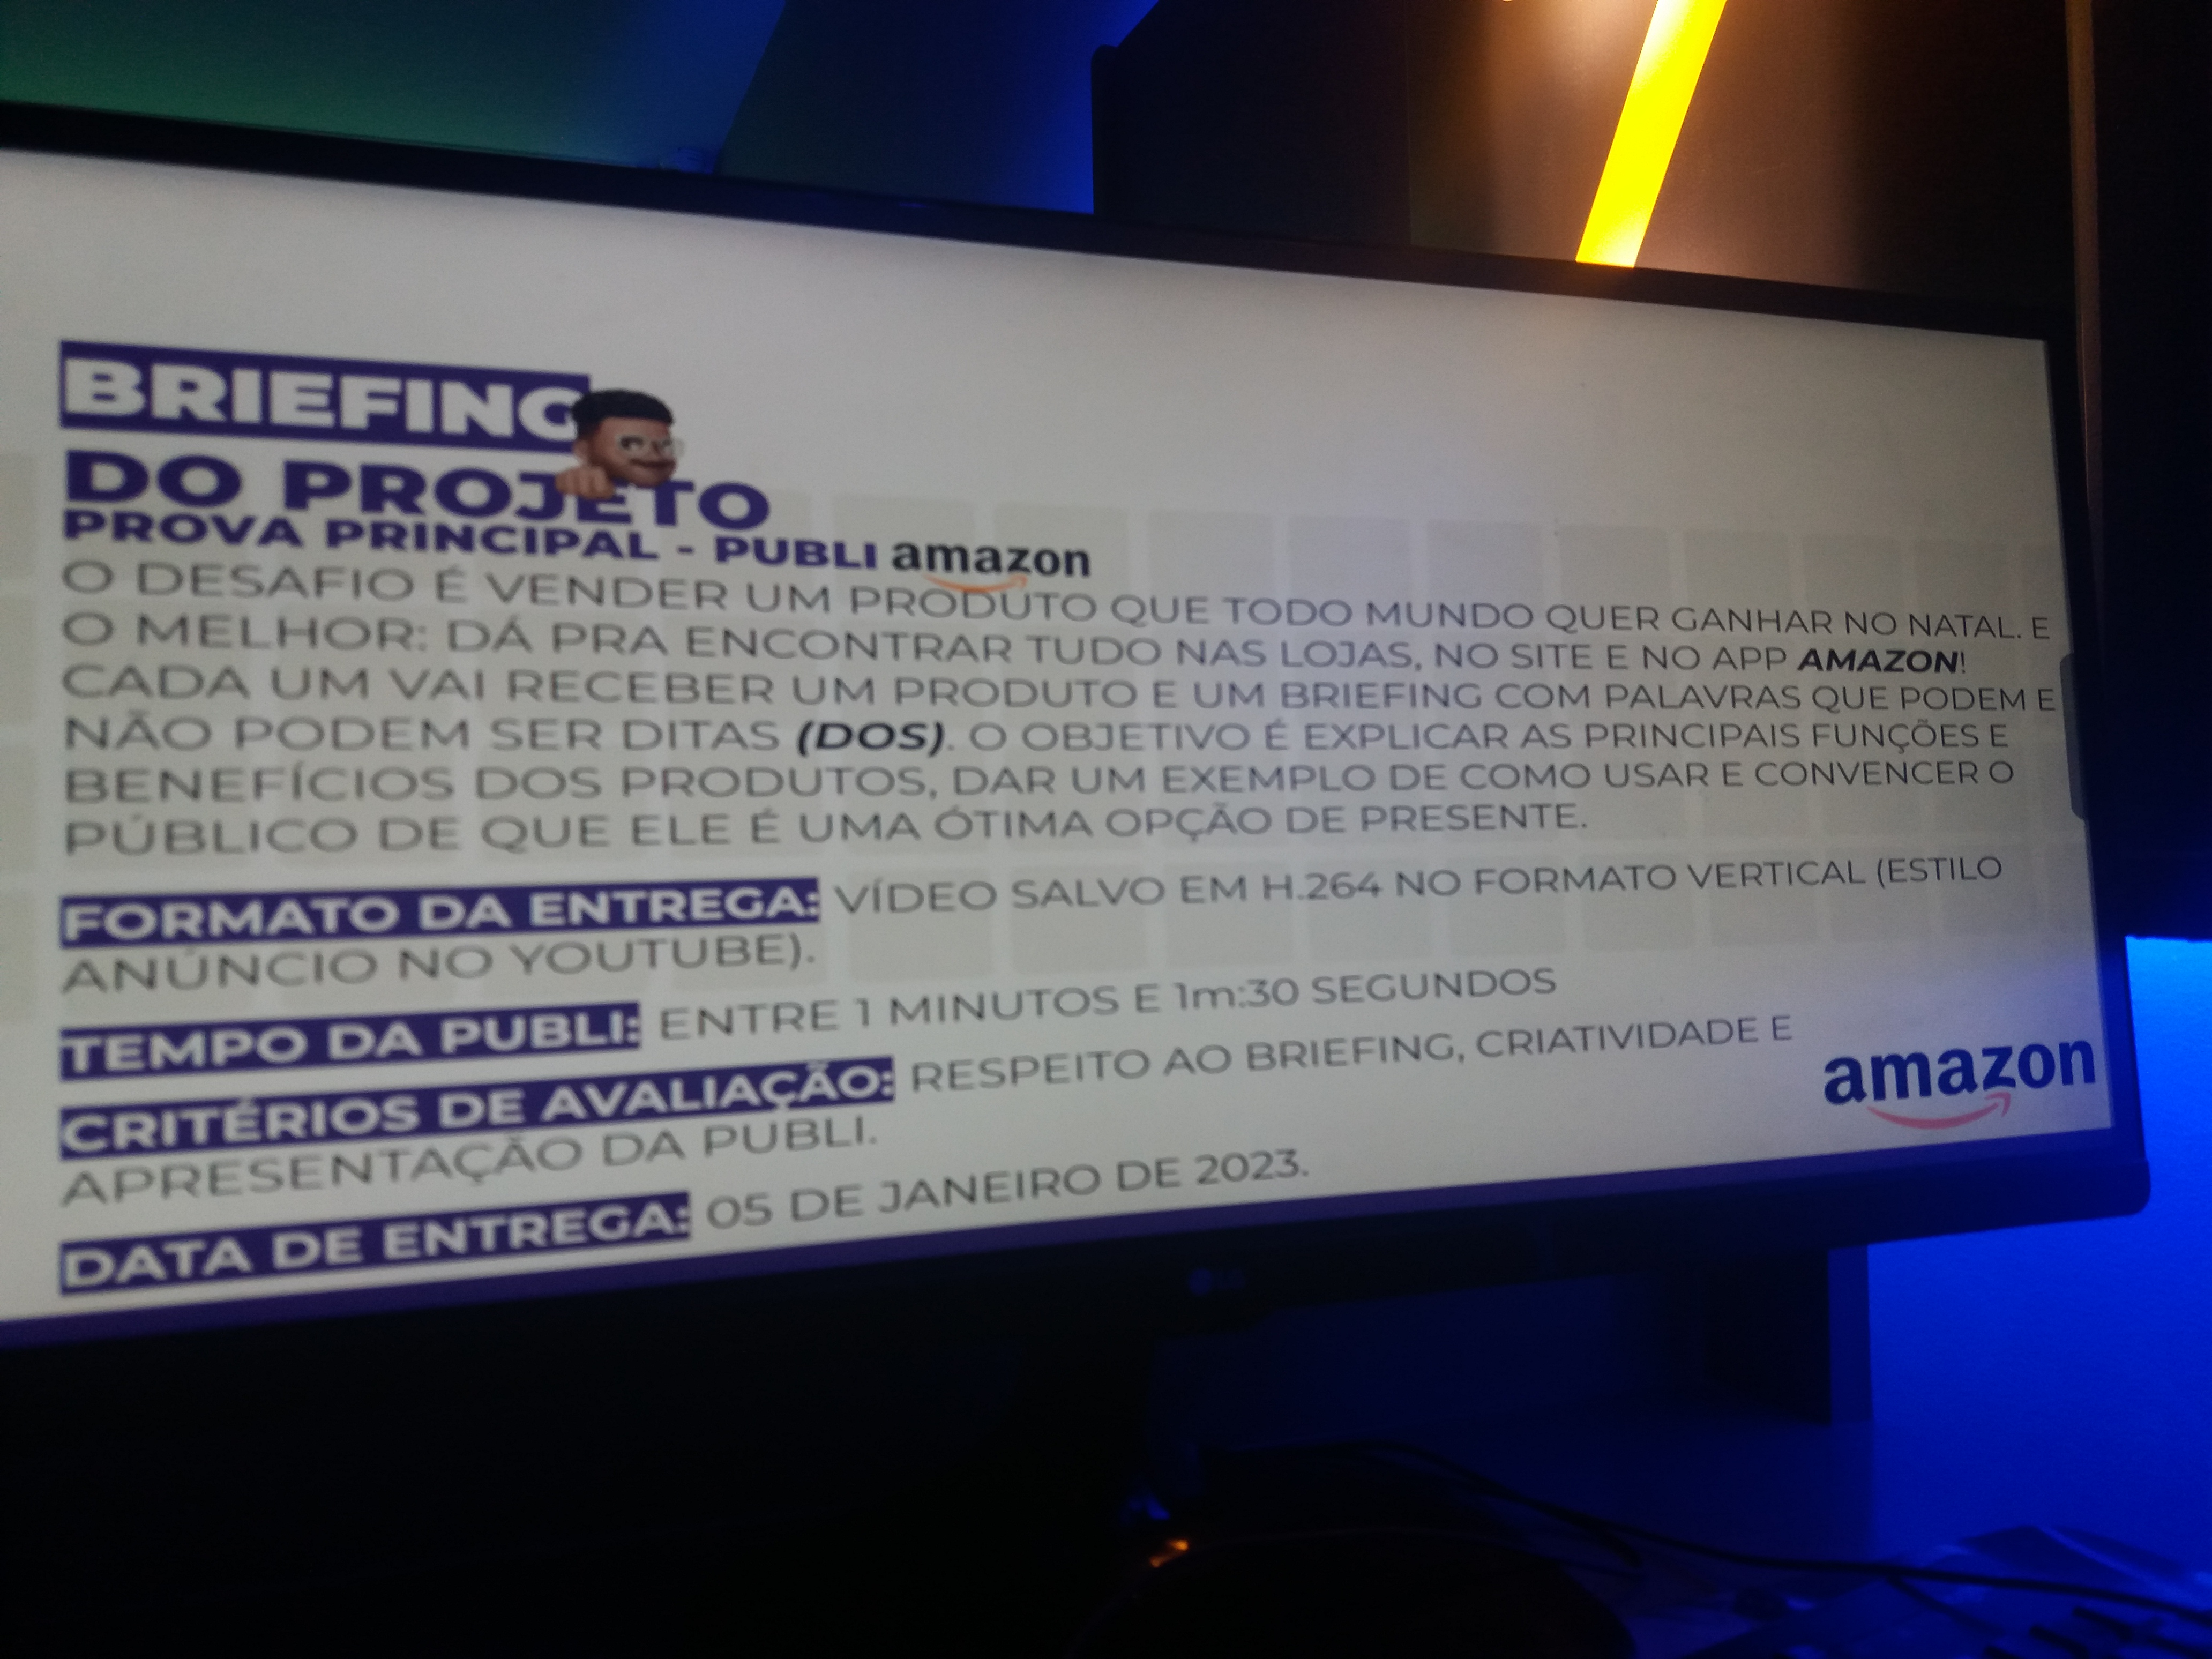 BRIEFING
DO PROJETO
PROVA PRINCIPAL - PUBLI amazon
O DESAFIO É VENDER UM PRODUTO QUE TODO MUNDO QUER GANHAR NO NATAL. E
O MELHOR: DÁ PRA ENCONTRAR TUDO NAS LOJAS, NO SITE E NO APP AMAZON!
CADA UM VAI RECEBER UM PRODUTO E UM BRIEFING COM PALAVRAS QUE PODEM E
NÃO PODEM SER DITAS (DOS). O OBJETIVO É EXPLICAR AS PRINCIPAIS FUNÇÕES E
BENEFÍCIOS DOS PRODUTOS, DAR UM EXEMPLO DE COMO USAR E CONVENCER O
PÚBLICO DE QUE ELE É UMA ÓTIMA OPÇÃO DE PRESENTE.
FORMATO DA ENTREGA: VÍDEO SALVO EM H.264 NO FORMATO VERTICAL (ESTILO
ANÚNCIO NO YOUTUBE).
TEMPO DA PUBLI: ENTRE 1 MINUTOS E 1m:30 SEGUNDOS
CRITÉRIOS DE AVALIAÇÃO: RESPEITO AO BRIEFING, CRIATIVIDADE E
APRESENTAÇÃO DA PUBLI.
DATA DE ENTREGA: 05 DE JANEIRO DE 2023.
amazon